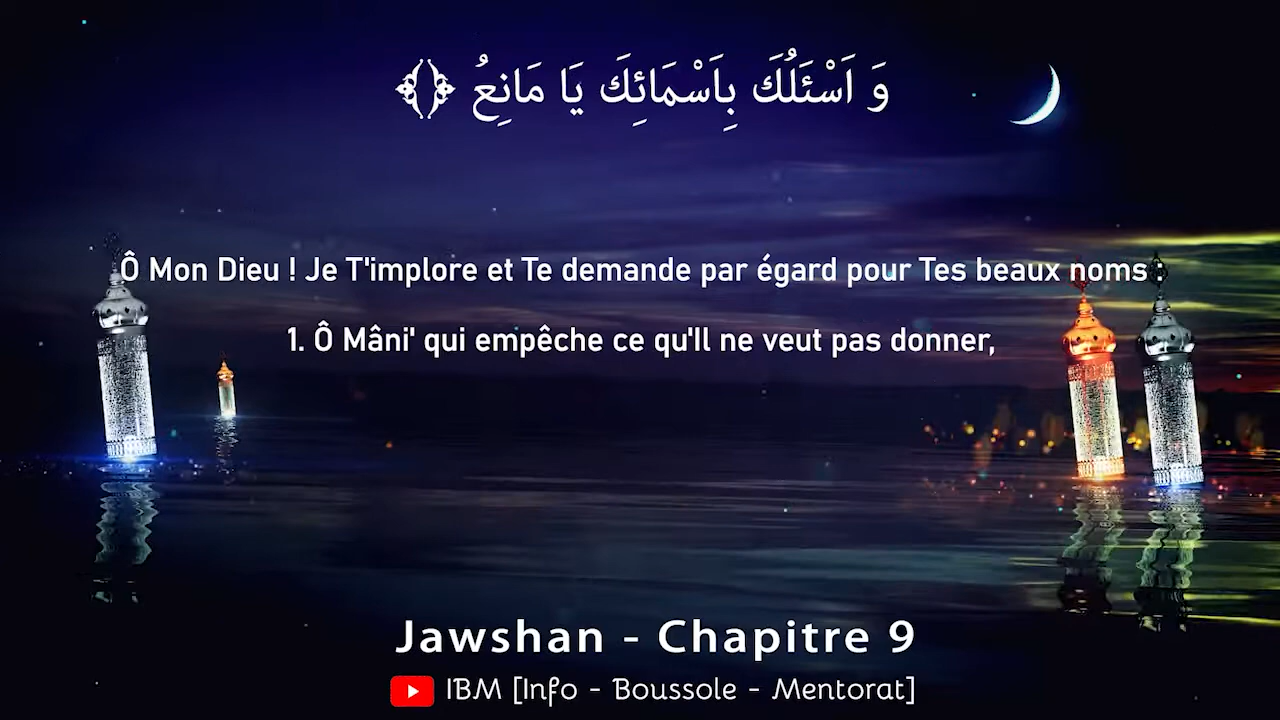 وَ اَسْئَلُكَ بِاَسْمَائِكَ يَا مَانِعُ ﴿﴾
Ô Mon Dieu ! Je T'implore et Te demande par égard pour Tes beaux noms :
1. Ô Mâni' qui empêche ce qu'Il ne veut pas donner,
Jawshan - Chapitre 9
IBM [Info - Boussole - Mentorat]